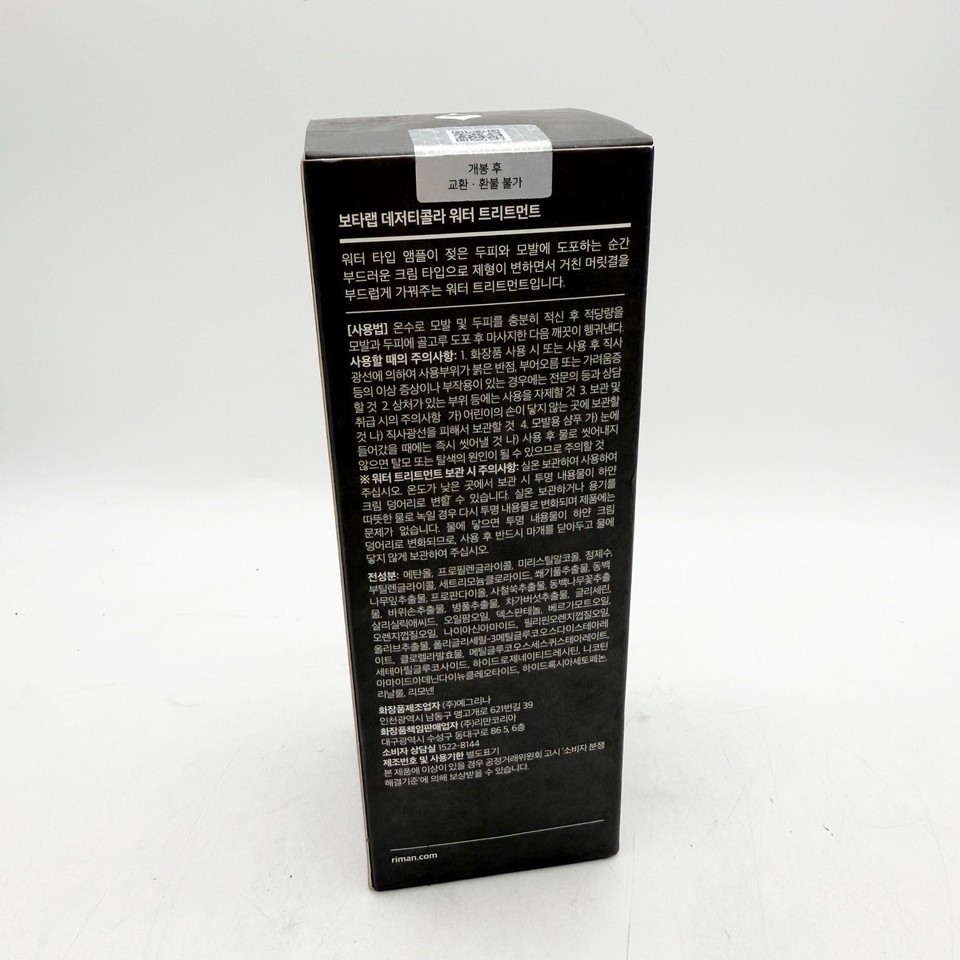 개봉 후
교환 · 환불 불가
보타랩 데저티콜라 워터 트리트먼트
워터 타입 앰플이 젖은 두피와 모발에 도포하는 순간
부드러운 크림 타입으로 제형이 변하면서 거친 머릿결을
부드럽게 가꿔주는 워터 트리트먼트입니다.
[사용법] 온수로 모발 및 두피를 충분히 적신 후 적당량을
모발과 두피에 골고루 도포 후 마사지한 다음 깨끗이 헹궈낸다.
사용할 때의 주의사항: 1. 화장품 사용 시 또는 사용 후 직사
광선에 의하여 사용부위가 붉은 반점, 부어오름 또는 가려움증
등의 이상 증상이나 부작용이 있는 경우에는 전문의 등과 상담
할 것 2. 상처가 있는 부위 등에는 사용을 자제할 것 3. 보관 및
취급 시의 주의사항 가) 어린이의 손이 닿지 않는 곳에 보관할
것 나) 직사광선을 피해서 보관할 것 4. 모발용 샴푸 가) 눈에
들어갔을 때에는 즉시 씻어낼 것 나) 사용 후 물로 씻어내지
않으면 탈모 또는 탈색의 원인이 될 수 있으므로 주의할 것
※ 워터 트리트먼트 보관 시 주의사항: 실온 보관하여 사용하여
주십시오. 온도가 낮은 곳에서 보관 시 투명 내용물이 하얀
크림 덩어리로 변할 수 있습니다. 실온 보관하거나 용기를
따뜻한 물로 녹일 경우 다시 투명 내용물로 변화되며 제품에는
문제가 없습니다. 물에 닿으면 투명 내용물이 하얀 크림
덩어리로 변화되므로, 사용 후 반드시 마개를 닫아두고 물에
닿지 않게 보관하여 주십시오.
전성분: 에탄올, 프로필렌글라이콜, 미리스틸알코올, 정제수,
부틸렌글라이콜, 세트리모늄클로라이드, 쐐기풀추출물, 동백
나무잎추출물, 프로판다이올, 사철쑥추출물, 동백나무꽃추출
물, 바위손추출물, 병풀추출물, 차가버섯추출물, 글리세린,
살리실릭애씨드, 오일팜오일, 덱스판테놀, 베르가모트오일,
오렌지껍질오일, 나이아신아마이드, 필리핀오렌지껍질오일,
올리브추출물, 폴리글리세릴-3메틸글루코오스다이스테아레
이트, 클로렐라발효물, 메틸글루코오스세스퀴스테아레이트,
세테아릴글루코사이드, 하이드로제네이티드레시틴, 니코틴
아마이드아데닌다이뉴클레오타이드, 하이드록시아세토페논,
리날룰, 리모넨
화장품제조업자 (주)예그리나
인천광역시 남동구 앵고개로 621번길 39
화장품책임판매업자 (주)리만코리아
대구광역시 수성구 동대구로 86 5, 6층
소비자 상담실 1522-8144
제조번호 및 사용기한 별도표기
본 제품에 이상이 있을 경우 공정거래위원회 고시 '소비자 분쟁
해결기준'에 의해 보상받을 수 있습니다.
riman.com